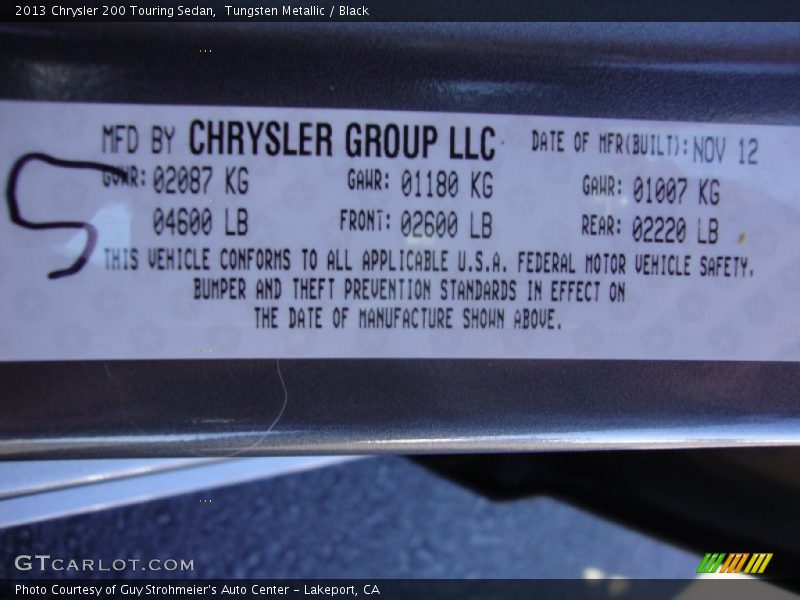 2013 Chrysler 200 Touring Sedan, Tungsten Metallic / Black
MFD BY CHRYSLER GROUP LLC DATE OF MFR(BUILT): NOV 12
GVWR: 02087 KG GAWR: 01180 KG GAWR: 01007 KG
04600 LB FRONT: 02600 LB REAR: 02220 LB
THIS VEHICLE CONFORMS TO ALL APPLICABLE U.S.A. FEDERAL MOTOR VEHICLE SAFETY,
BUMPER AND THEFT PREVENTION STANDARDS IN EFFECT ON
THE DATE OF MANUFACTURE SHOWN ABOVE.
GTCARLOT.COM
Photo Courtesy of Guy Strohmeier's Auto Center – Lakeport, CA